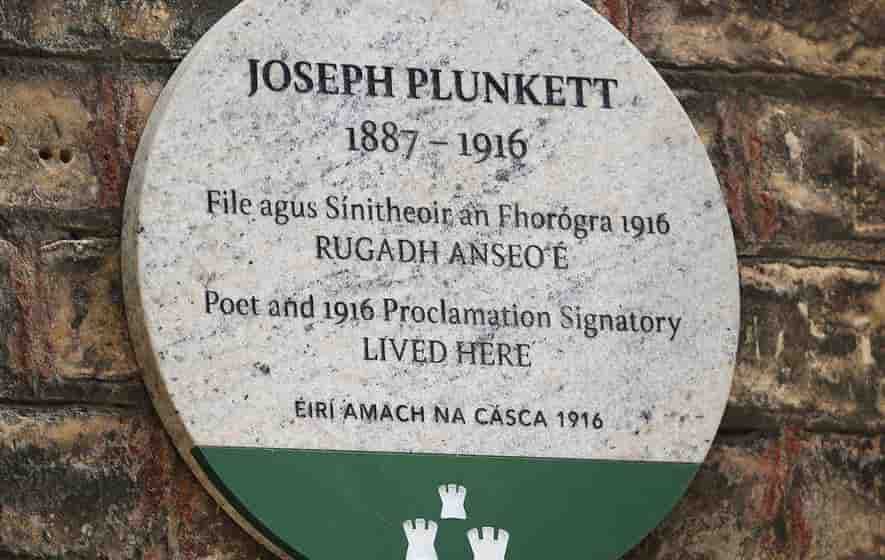 JOSEPH PLUNKETT
1887 – 1916
File agus Sínitheoir an Fhorógra 1916
RUGADH ANSEO É
Poet and 1916 Proclamation Signatory
LIVED HERE
ÉIRÍ AMACH NA CÁSCA 1916